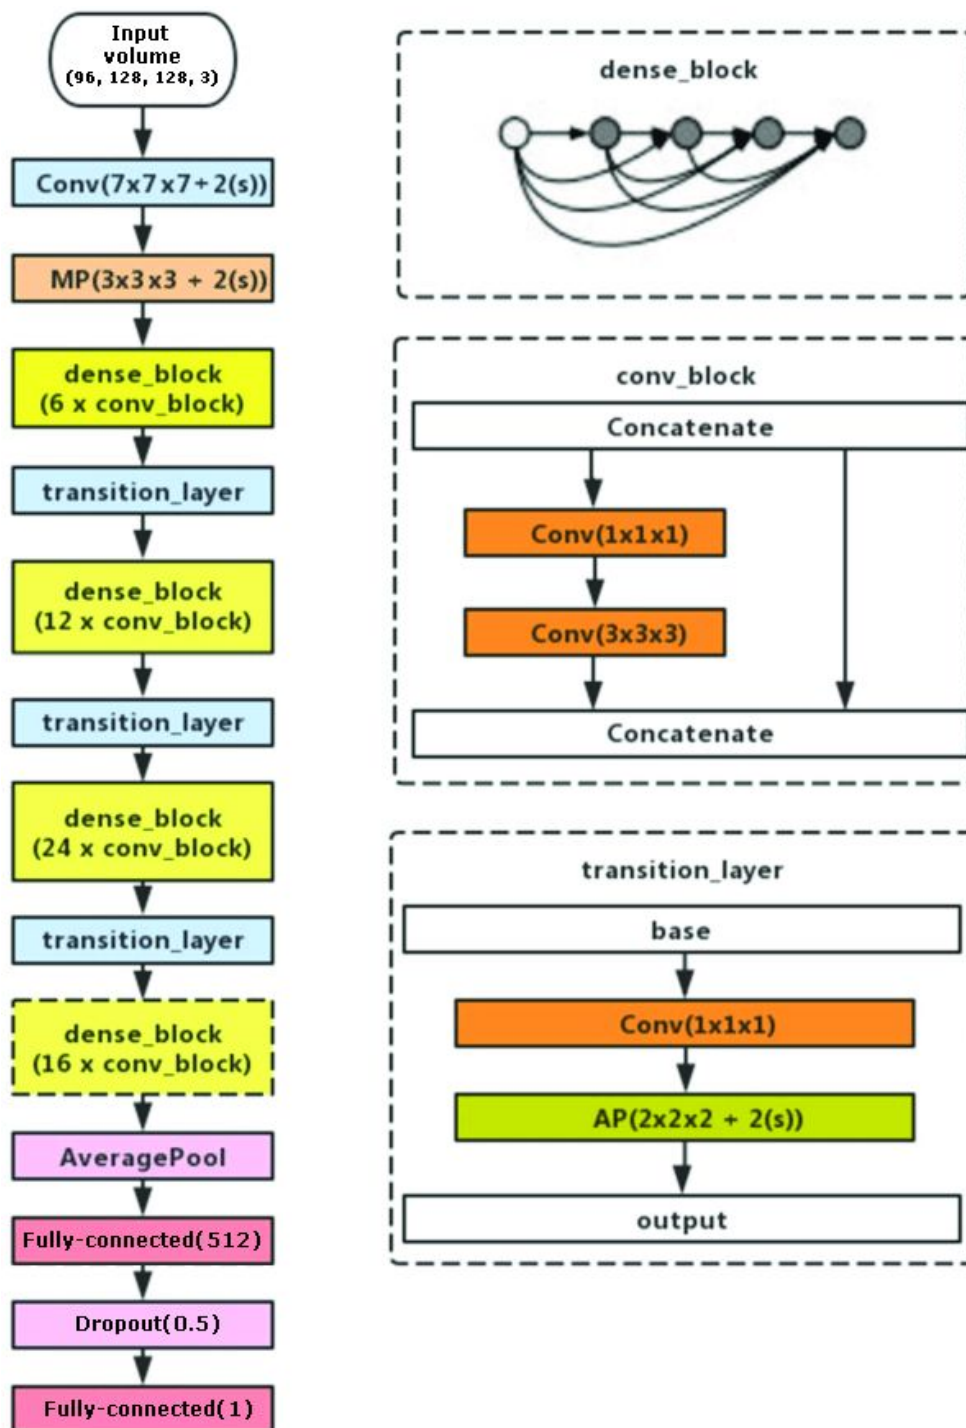 Input
volume
(96, 128, 128, 3)
Conv(7x7x7+2(s))
MP(3x3x3 + 2(s))
dense_block
(6 x conv_block)
transition_layer
dense_block
(12 x conv_block)
transition_layer
dense_block
(24 x conv_block)
transition_layer
dense_block
(16 x conv_block)
AveragePool
Fully-connected(512)
Dropout(0.5)
Fully-connected(1)
dense_block
conv_block
Concatenate
Conv(1x1x1)
Conv(3x3x3)
Concatenate
transition_layer
base
Conv(1x1x1)
AP(2x2x2 + 2(s))
output